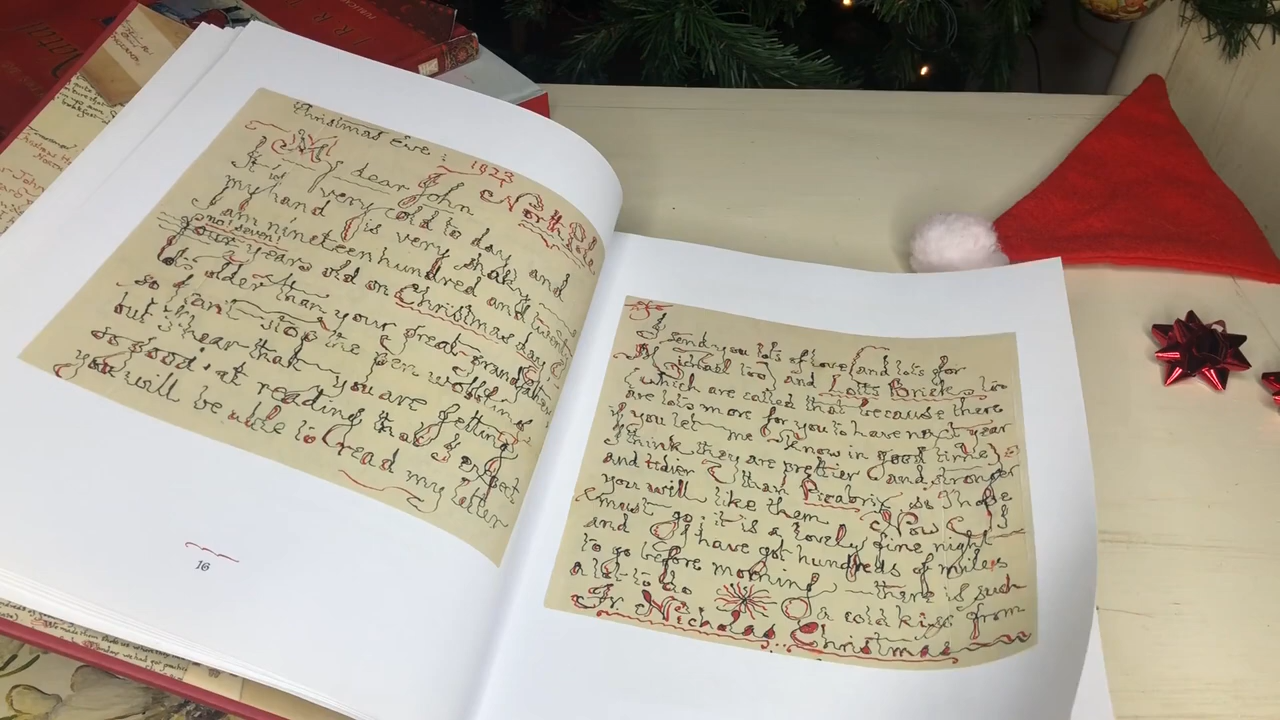 Christmas Eve: 1923
North Pole
My dear John
It is very cold to day and
my hand is very shaky — I
am nineteen hundred and twenty
no! seven!
four years old on Christmas day,
lots older than your great-grandfather
so I can't stop the pen wobbling,
but I hear that you are getting
so good at reading that I expect
you will be able to read my letter
16
I send you lots of love (and lots for
Michael too) and Lotts Bricks too
(which are called that because there
are lots more for you to have next year
if you let me know in good time).
I think they are prettier and stronger
and tidier than Picabrix. so I hope
you will like them. Now I
must go: it is a lovely fine night
and I have got hundreds of miles
to go before morning — there is such
a lot to do.
a cold kiss from
Fr. Nicholas Christmas